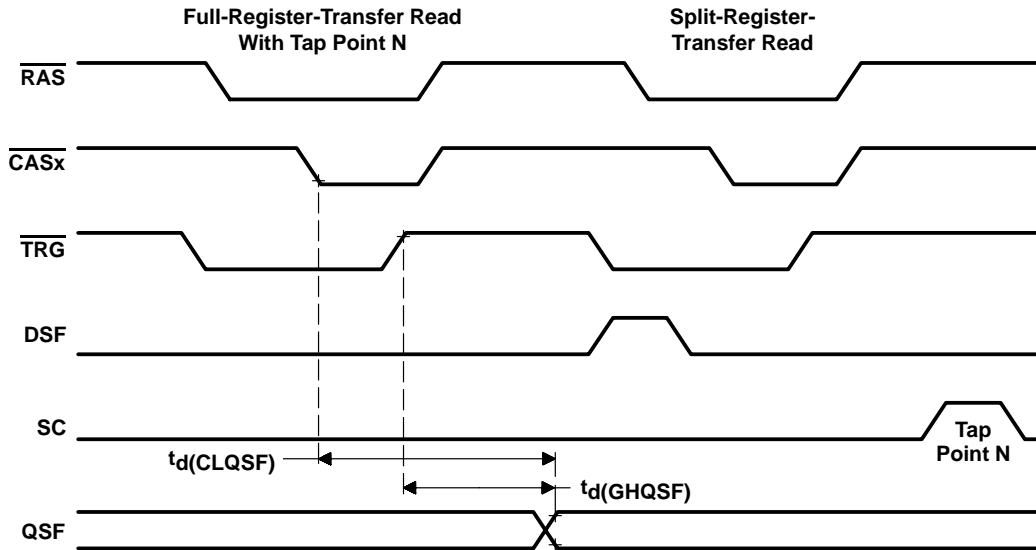 Full-Register-Transfer Read
With Tap Point N
Split-Register-
Transfer Read
RAS
CASx
TRG
DSF
SC
Tap
Point N
td(CLQSF)
td(GHQSF)
QSF